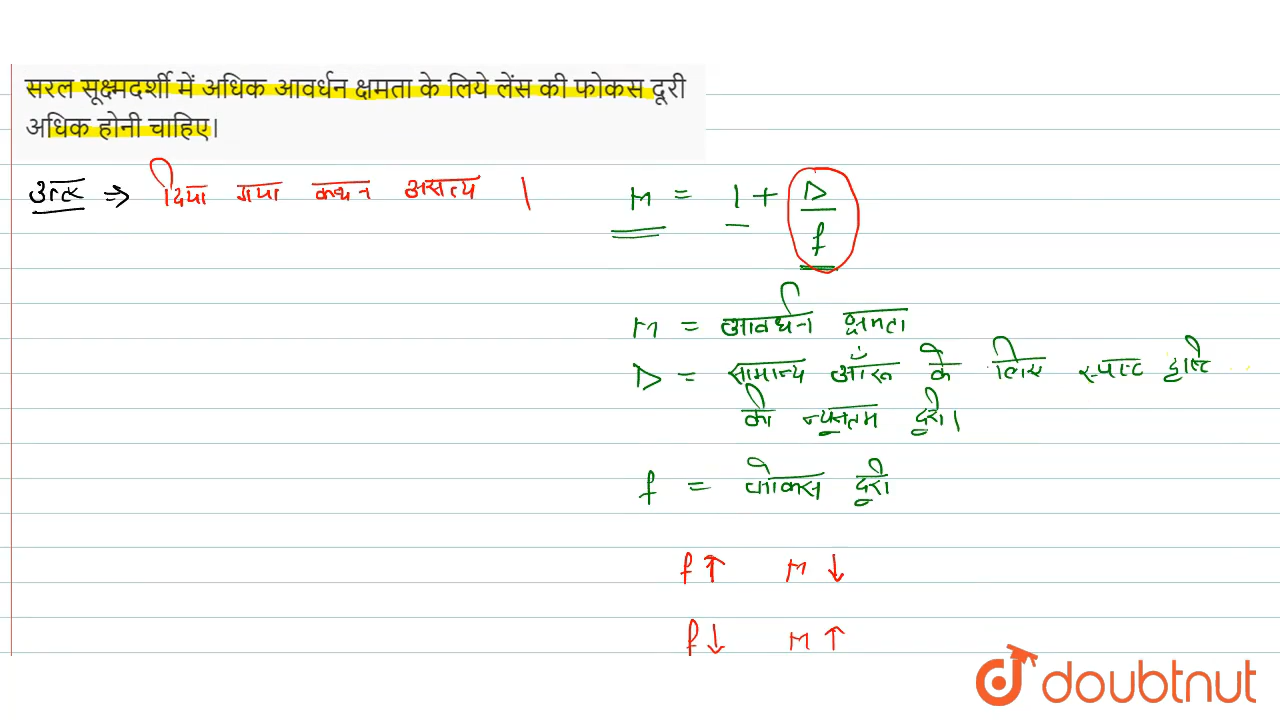 सरल सूक्ष्मदर्शी में अधिक आवर्धन क्षमता के लिये लेंस की फोकस दूरी
अधिक होनी चाहिए।
उत्तर ⇒ दिया गया कथन असत्य ।
M = 1 + D/f
M = आवर्धन क्षमता
D = सामान्य आँख के लिए स्पष्ट दृष्टि
की न्यूनतम दूरी।
f = फोकस दूरी
f ↑ M ↓
f ↓ M ↑
doubtnut